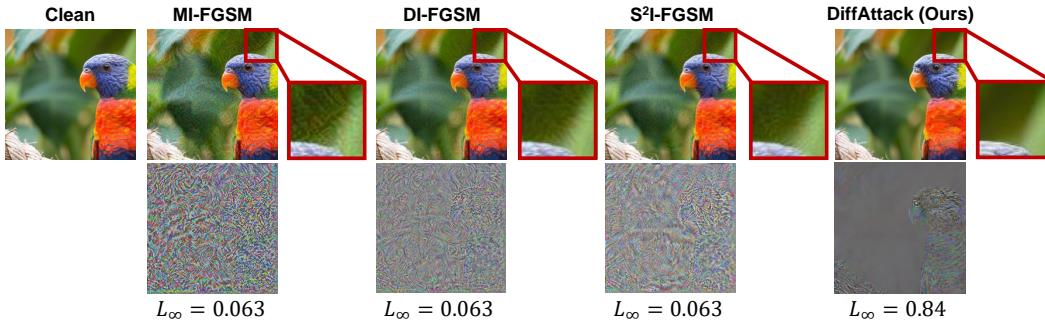 Clean MI-FGSM DI-FGSM S²I-FGSM DiffAttack (Ours)
L∞ = 0.063 L∞ = 0.063 L∞ = 0.063 L∞ = 0.84